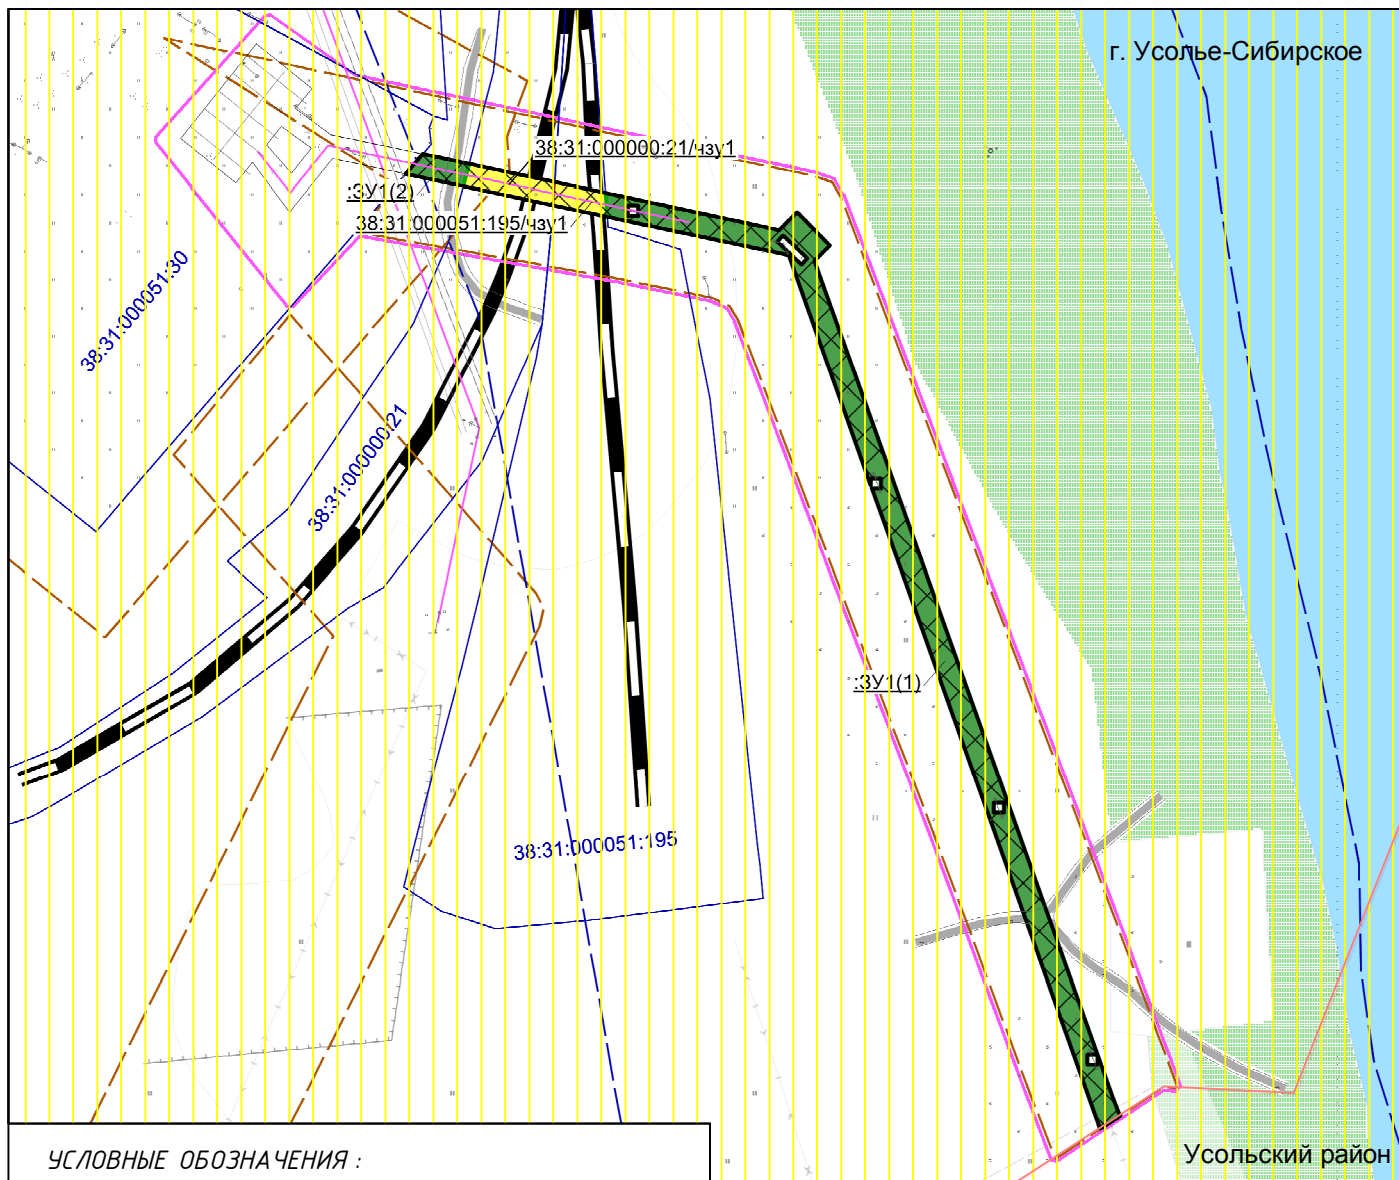 г. Усолье-Сибирское
38:31:000000:21/чзу1
:ЗУ1(2)
38:31:000051:195/чзу1
38:31:000051:30
38:31:000000:21
:ЗУ1(1)
38:31:000051:195
Усольский район
УСЛОВНЫЕ ОБОЗНАЧЕНИЯ :